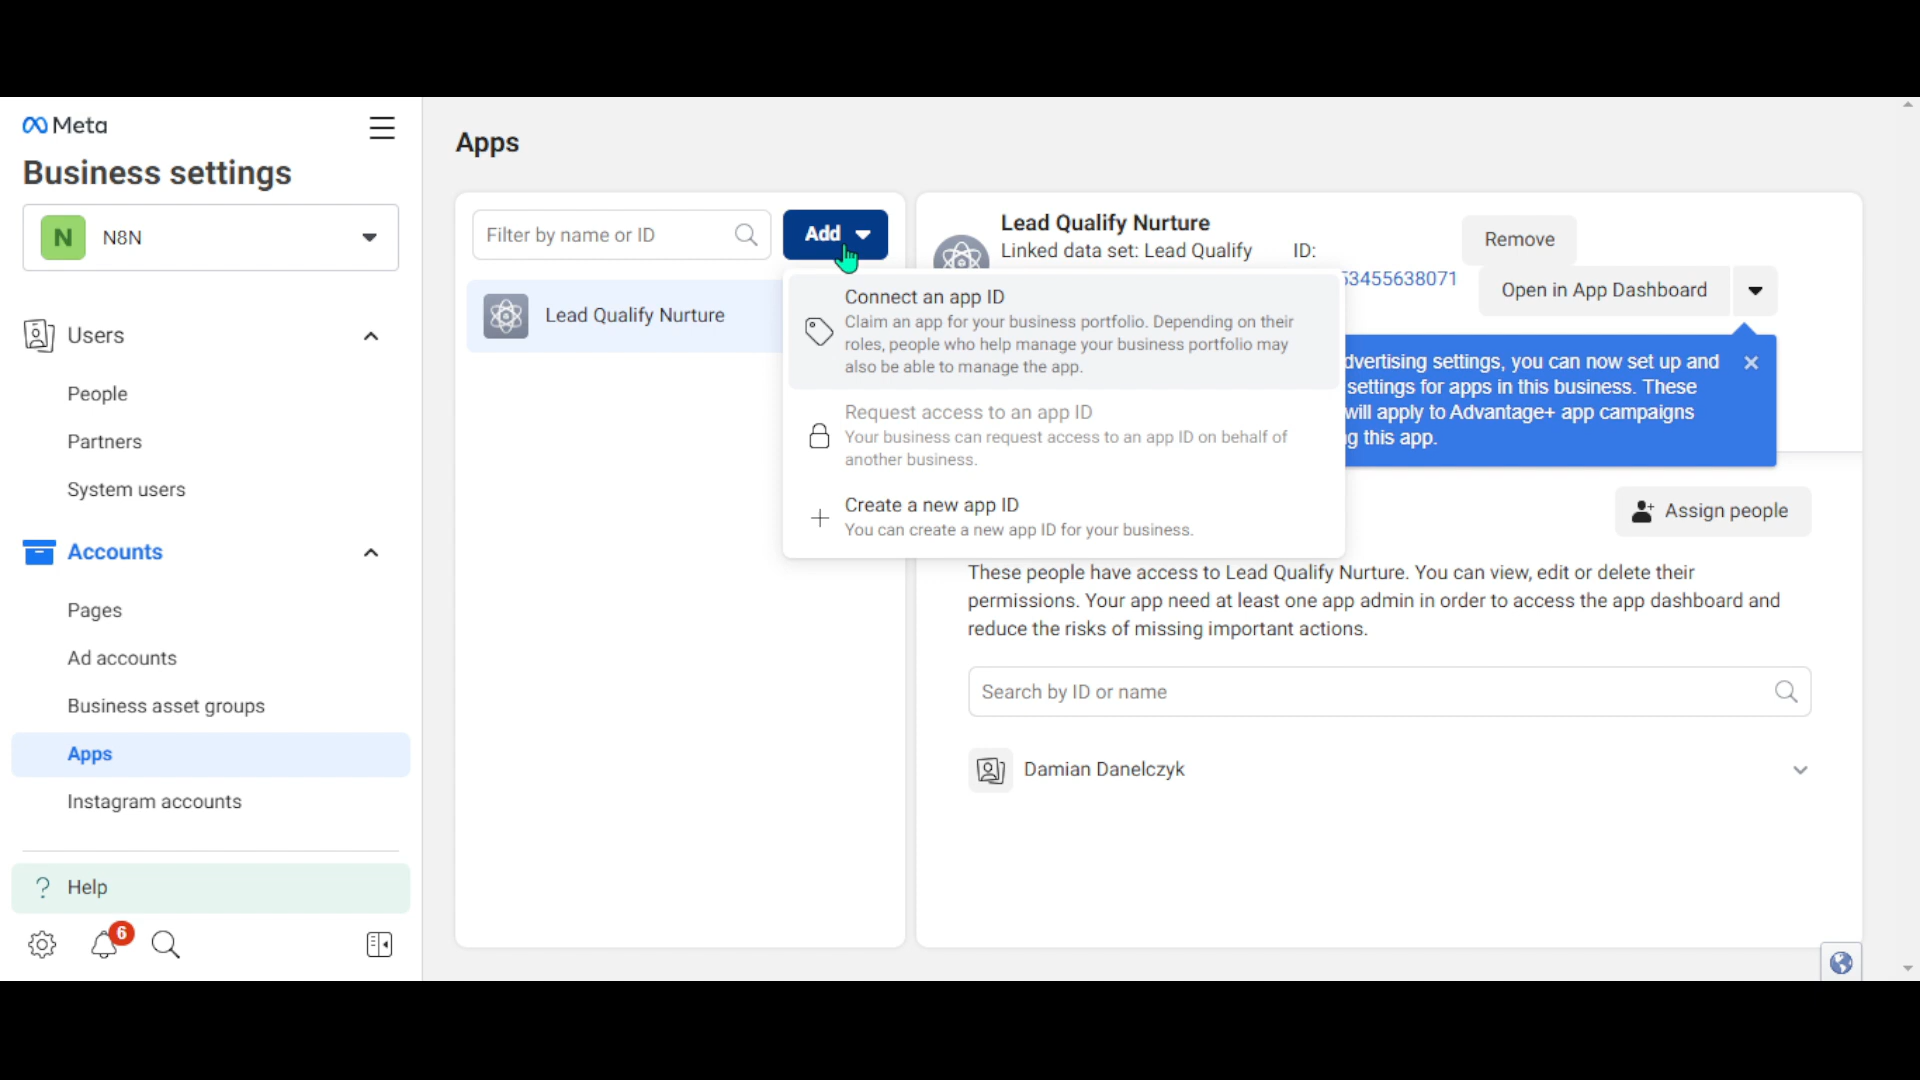 Meta
Business settings
N
N8N
Users
People
Partners
System users
Accounts
Pages
Ad accounts
Business asset groups
Apps
Instagram accounts
? Help
6
Apps
Filter by name or ID
Add
Lead Qualify Nurture
Connect an app ID
Claim an app for your business portfolio. Depending on their
roles, people who help manage your business portfolio may
also be able to manage the app.
Request access to an app ID
Your business can request access to an app ID on behalf of
another business.
Create a new app ID
You can create a new app ID for your business.
Lead Qualify Nurture
Linked data set: Lead Qualify
ID:
53455638071
Remove
Open in App Dashboard
dvertising settings, you can now set up and
settings for apps in this business. These
will apply to Advantage+ app campaigns
g this app.
Assign people
These people have access to Lead Qualify Nurture. You can view, edit or delete their
permissions. Your app need at least one app admin in order to access the app dashboard and
reduce the risks of missing important actions.
Search by ID or name
Damian Danelczyk